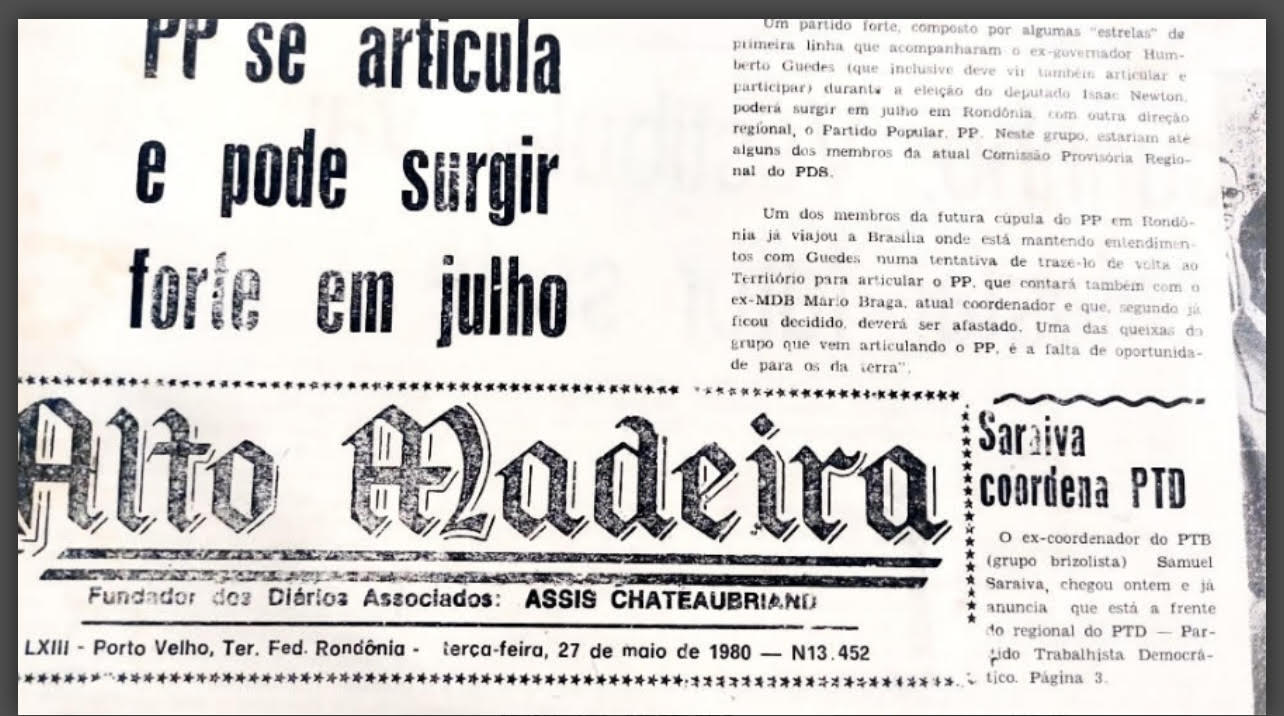 PP se articula
e pode surgir
forte em julho
Um partido forte, composto por algumas "estrelas" de
primeira linha que acompanharam o ex-governador Hum-
berto Guedes (que inclusive deve vir também articular e
participar) durante a eleição do deputado Isaac Newton,
poderá surgir em julho em Rondônia, com outra direção
regional, o Partido Popular, PP. Neste grupo, estariam até
alguns dos membros da atual Comissão Provisória Regio-
nal do PDS.
Um dos membros da futura cúpula do PP em Rondô-
nia já viajou a Brasília onde está mantendo entendimen-
tos com Guedes numa tentativa de traze-lo de volta ao
Território para articular o PP, que contará também com o
ex-MDB Mário Braga, atual coordenador e que, segundo já
ficou decidido, deverá ser afastado. Uma das queixas do
grupo que vem articulando o PP, é a falta de oportunida-
de para os da terra".
Alto Madeira
Fundador dos Diários Associados: ASSIS CHATEAUBRIAND
LXIII - Porto Velho, Ter. Fed. Rondônia - terça-feira, 27 de maio de 1980 — N13.452
Saraiva
coordena PTD
O ex-coordenador do PTB
(grupo brizolista) Samuel
Saraiva, chegou ontem e já
anuncia que está a frente
do regional do PTD — Par-
tido Trabalhista Democrá-
tico. Página 3.